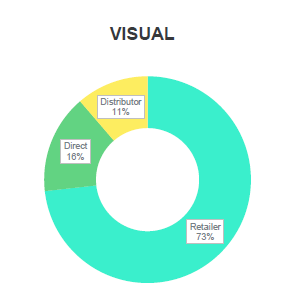 VISUAL
Distributor
11%
Direct
16%
Retailer
73%